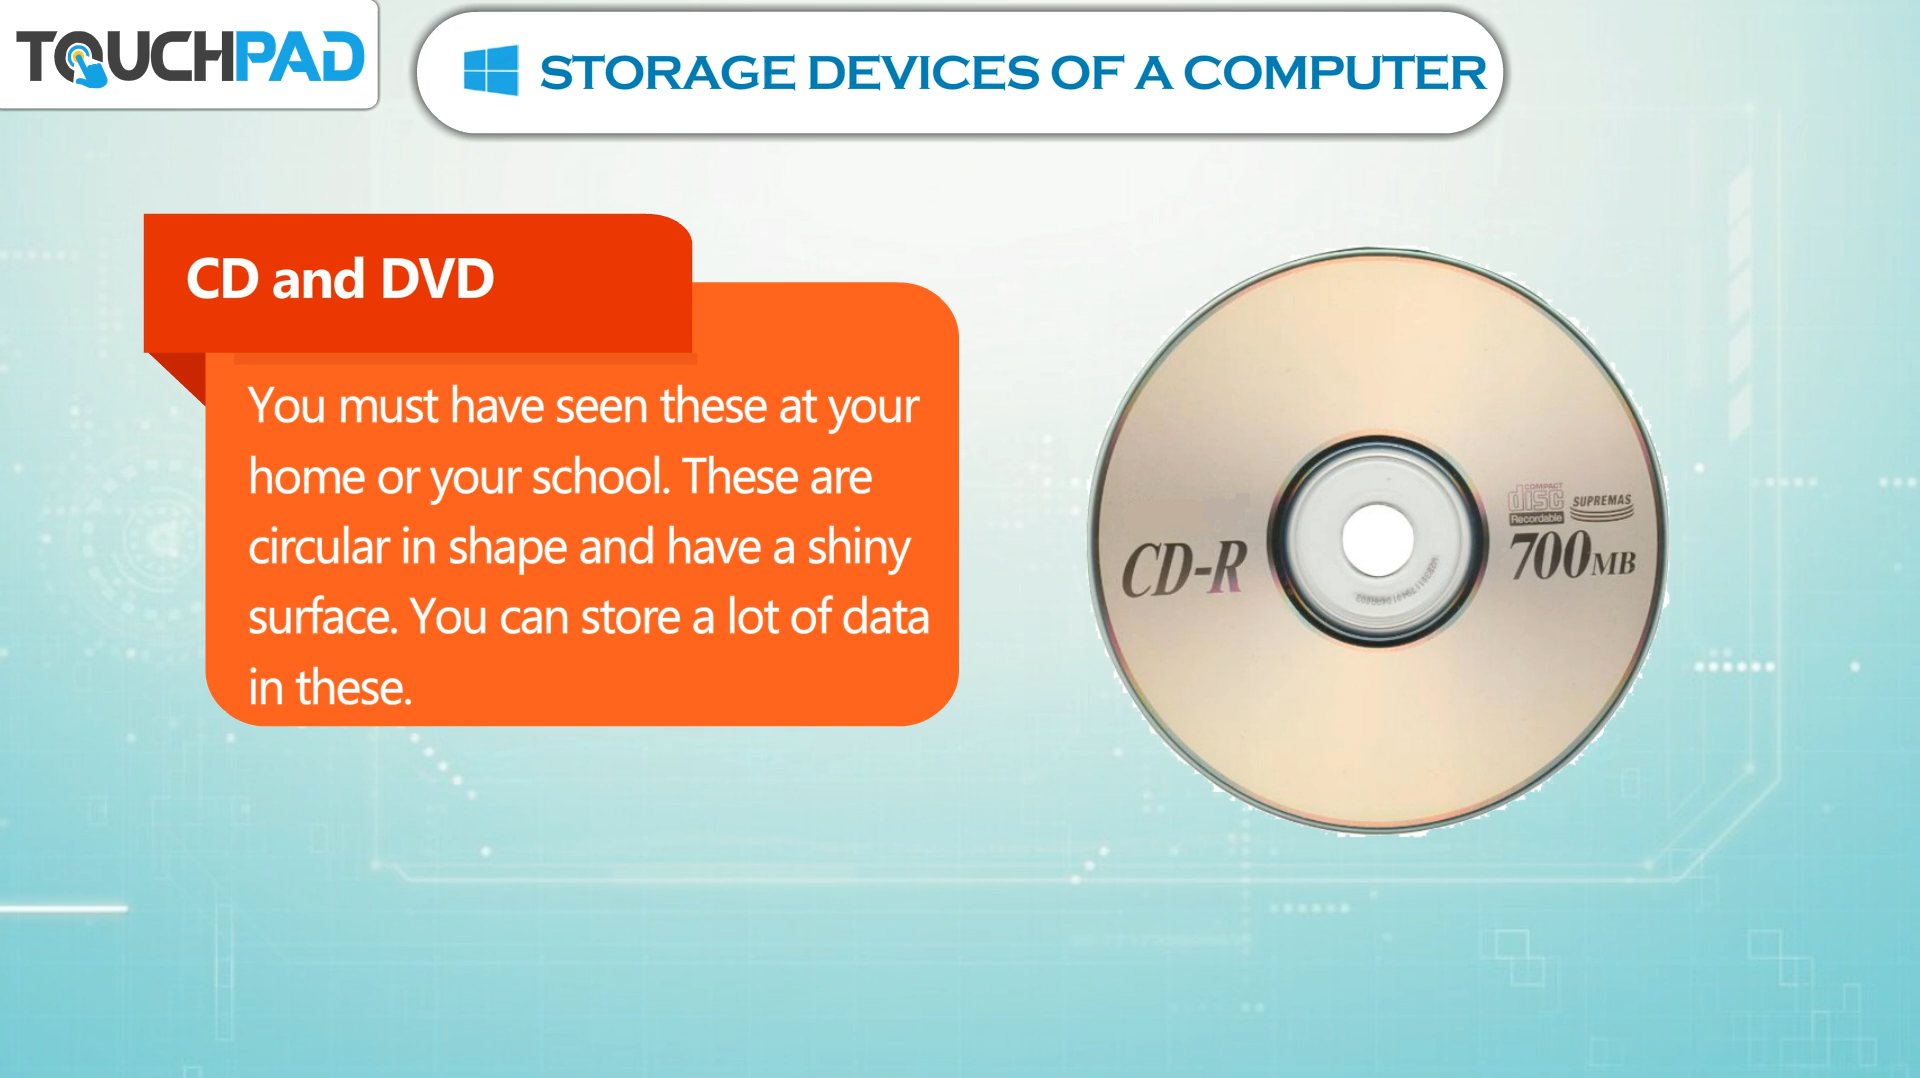 TOUCHPAD
STORAGE DEVICES OF A COMPUTER
CD and DVD
You must have seen these at your
home or your school. These are
circular in shape and have a shiny
surface. You can store a lot of data
in these.
COMPACT
disc
Recordable
SUPREMAS
CD-R
700MB